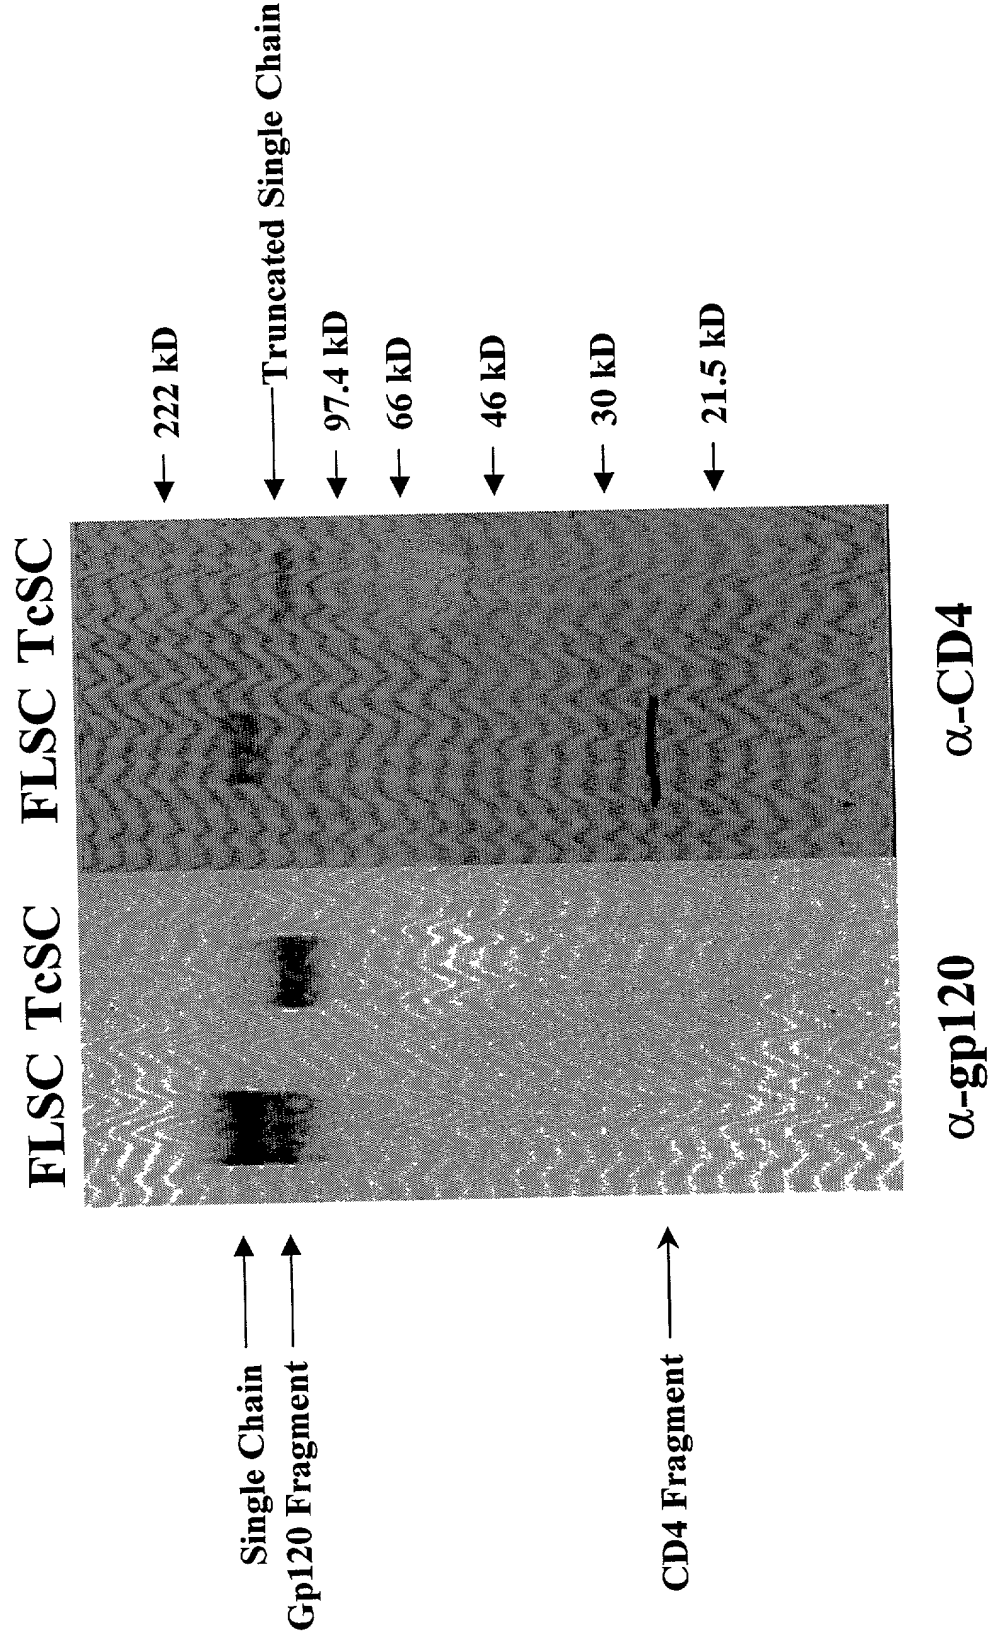 FLSC TcSC FLSC TcSC
Single Chain
Gp120 Fragment
CD4 Fragment
222 kD
Truncated Single Chain
97.4 kD
66 kD
46 kD
30 kD
21.5 kD
α-gp120 α-CD4